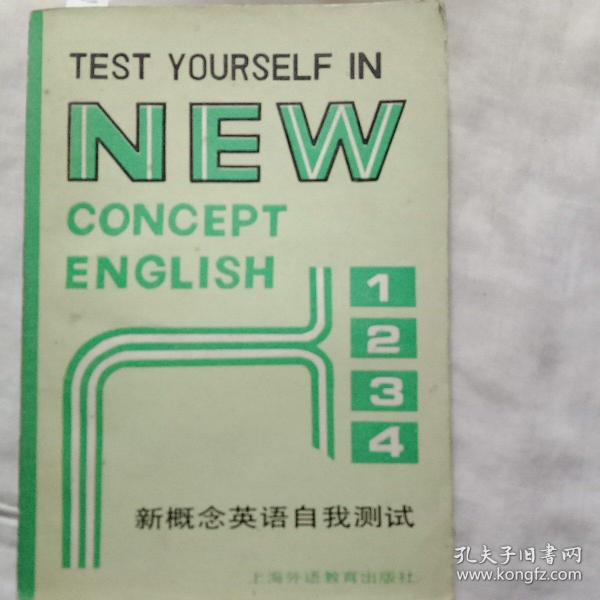 TEST YOURSELF IN
NEW
CONCEPT
ENGLISH
1
2
3
4
新概念英语自我测试
上海外语教育出版社
孔夫子旧书网
www.kongfz.com